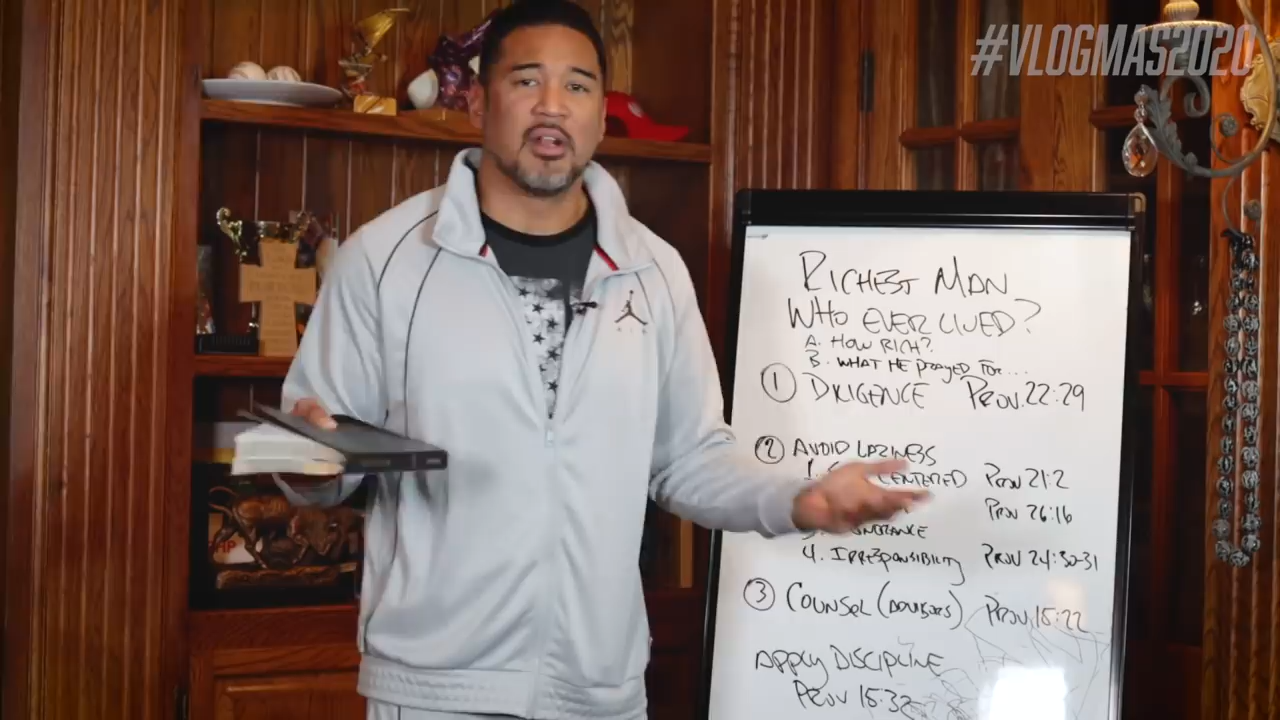 #VLOGMAS2020
RICHEST MAN
WHO EVER LIVED?
A. HOW RICH?
B. WHAT HE PRAYED FOR...
① DILIGENCE PROV. 22:29
② AVOID LAZINESS
1. CENTERED PROV 21:2
PROV 26:16
4. IRRESPONSIBILITY PROV 24:30-31
③ COUNSEL (ADVISORS) PROV. 15:22
APPLY DISCIPLINE
PROV 15:32